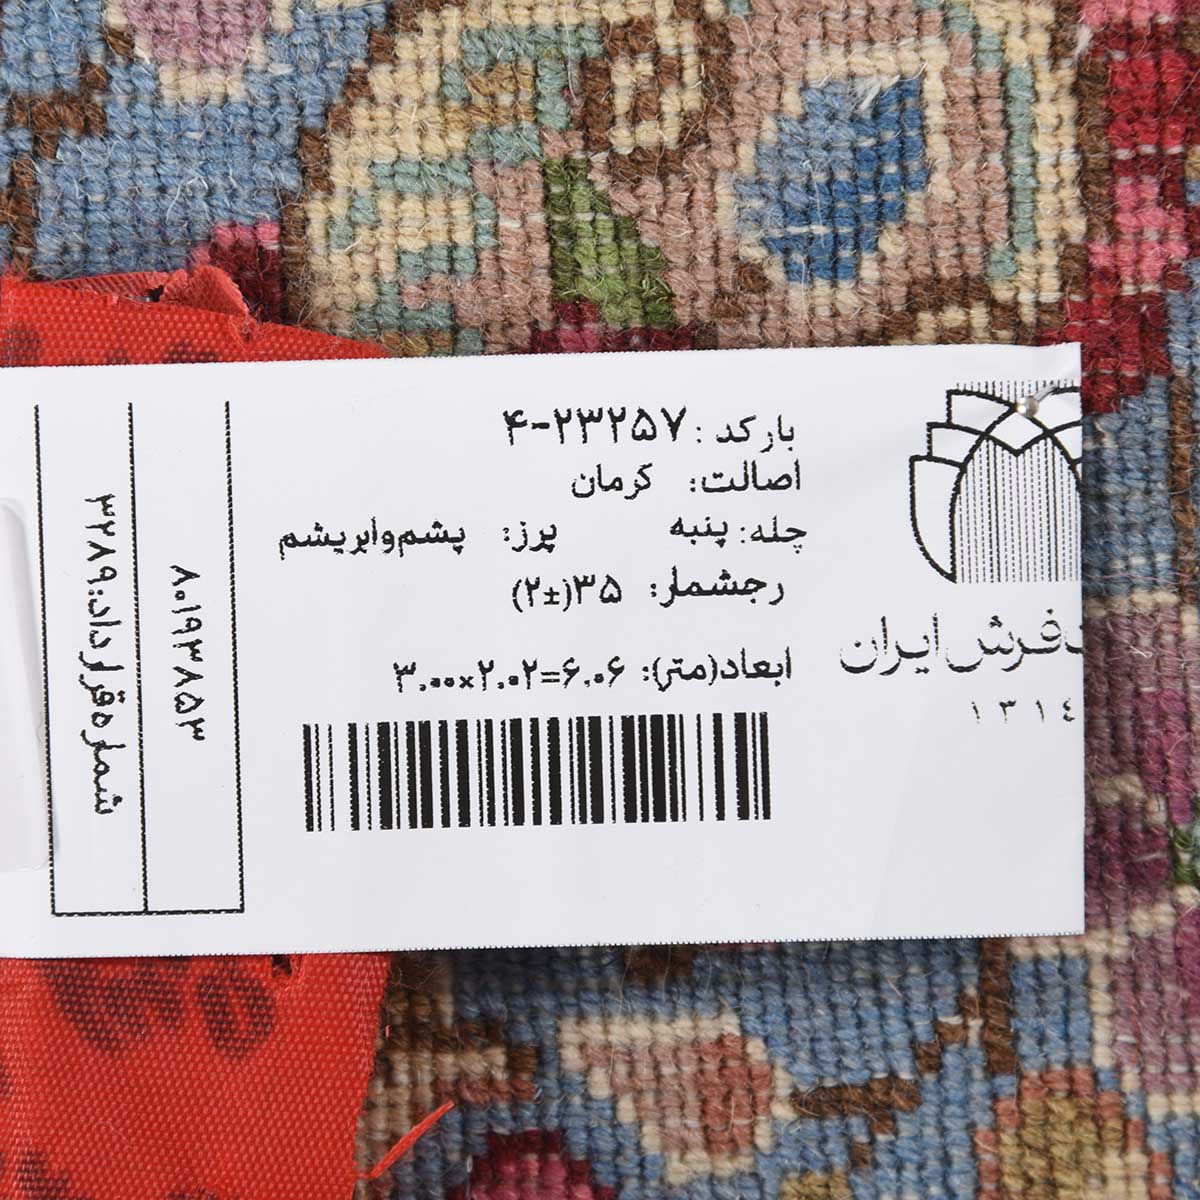 بارکد: ۴-۲۳۲۵۷
اصالت: کرمان
چله: پنبه پرز: پشم‌وابریشم
رجشمار: ۳۵(±۲)
ابعاد(متر): ۳.۰۰×۲.۰۲=۶.۰۶
فرش ایران
۱۳۱٤
۸۰۱۹۳۸۵۳
شماره قرارداد:۳۲۸۹